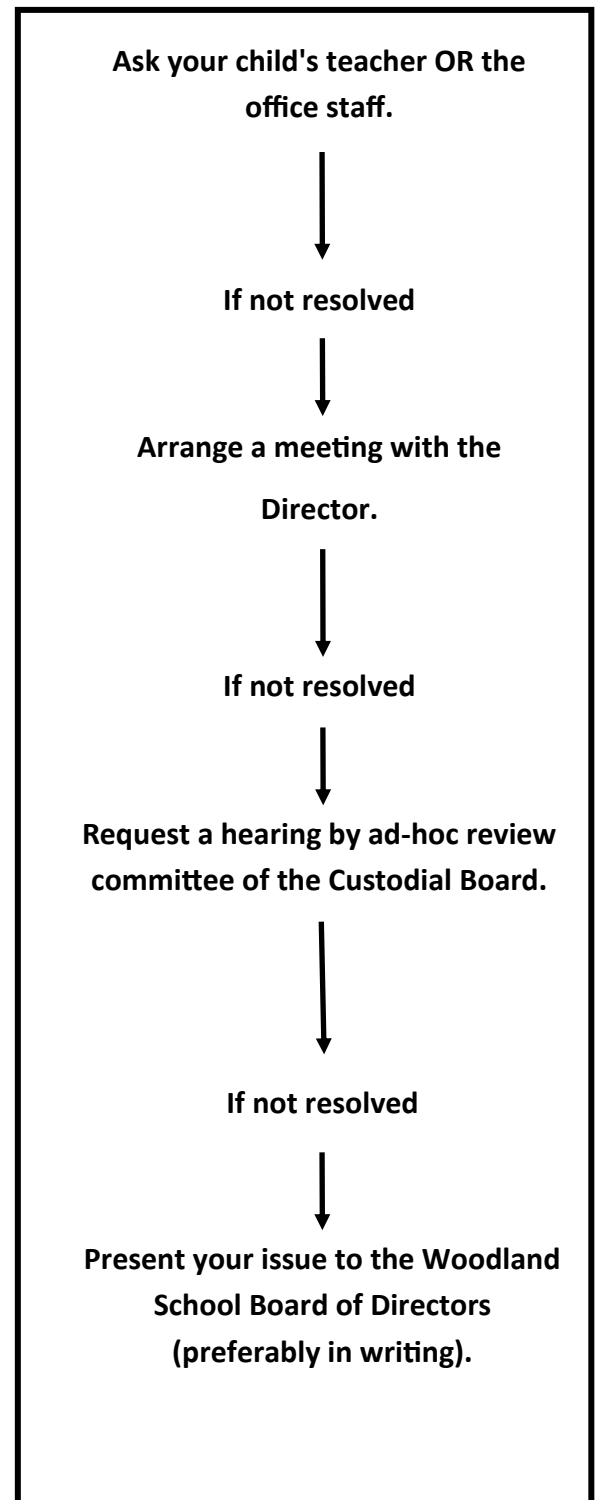 Ask your child's teacher OR the
office staff.
If not resolved
Arrange a meeting with the
Director.
If not resolved
Request a hearing by ad-hoc review
committee of the Custodial Board.
If not resolved
Present your issue to the Woodland
School Board of Directors
(preferably in writing).